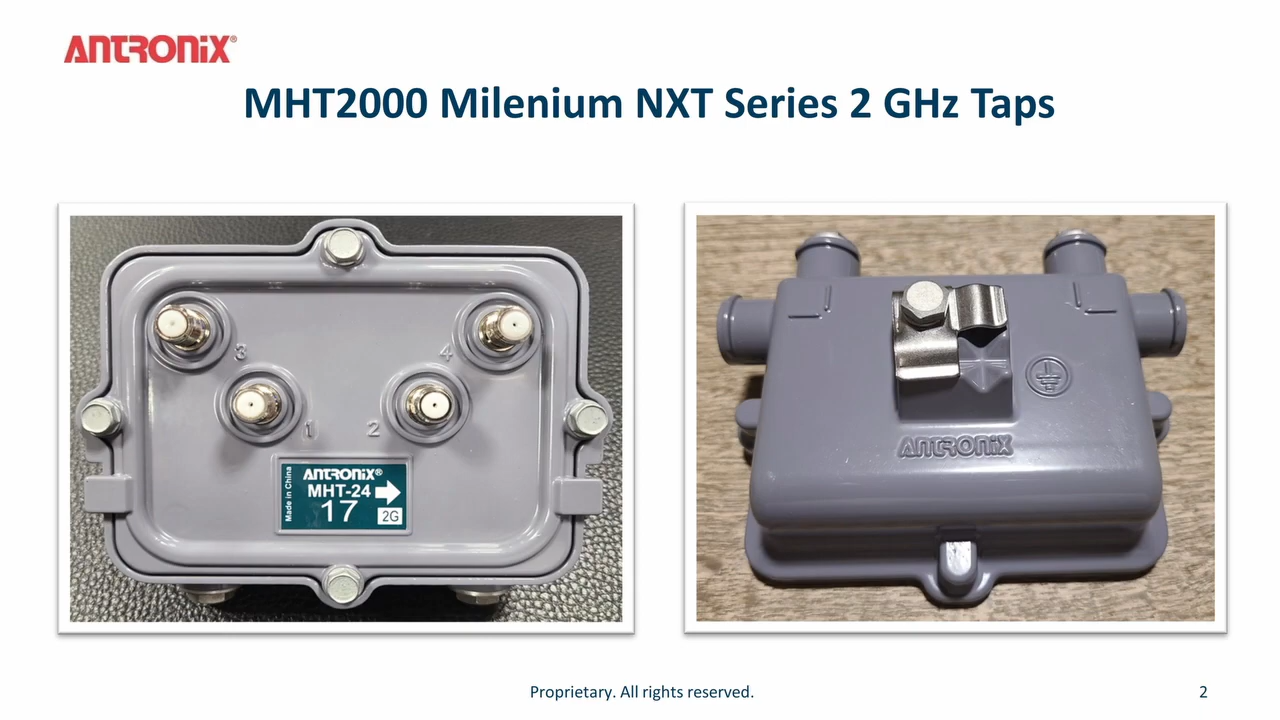 ANTRONIX®
MHT2000 Milenium NXT Series 2 GHz Taps
3
4
1
2
Made in China
ANTRONIX®
MHT-24
17
2G
ANTRONIX
Proprietary. All rights reserved.
2